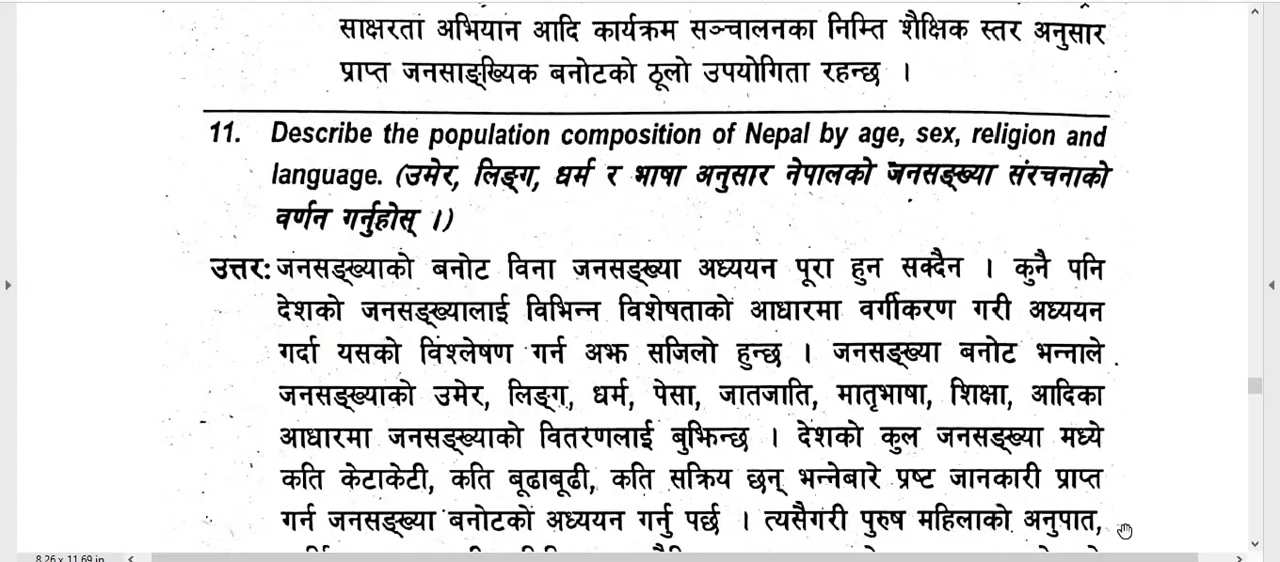 साक्षरता अभियान आदि कार्यक्रम सञ्चालनका निम्ति शैक्षिक स्तर अनुसार
प्राप्त जनसाङ्ख्यिक बनोटको ठूलो उपयोगिता रहन्छ ।
11. Describe the population composition of Nepal by age, sex, religion and
language. (उमेर, लिङ्ग, धर्म र भाषा अनुसार नेपालको जनसङ्ख्या संरचनाको
वर्णन गर्नुहोस् ।)
उत्तर: जनसङ्ख्याको बनोट विना जनसङ्ख्या अध्ययन पूरा हुन सक्दैन । कुनै पनि
देशको जनसङ्ख्यालाई विभिन्न विशेषताको आधारमा वर्गीकरण गरी अध्ययन
गर्दा यसको विश्लेषण गर्न अझ सजिलो हुन्छ । जनसङ्ख्या बनोट भन्नाले
जनसङ्ख्याको उमेर, लिङ्ग, धर्म, पेसा, जातजाति, मातृभाषा, शिक्षा, आदिका
आधारमा जनसङ्ख्याको वितरणलाई बुझिन्छ । देशको कुल जनसङ्ख्या मध्ये
कति केटाकेटी, कति बूढाबूढी, कति सक्रिय छन् भन्नेबारे प्रष्ट जानकारी प्राप्त
गर्न जनसङ्ख्या बनोटको अध्ययन गर्नु पर्छ । त्यसैगरी पुरुष महिलाको अनुपात,
8.26 x 11.69 in